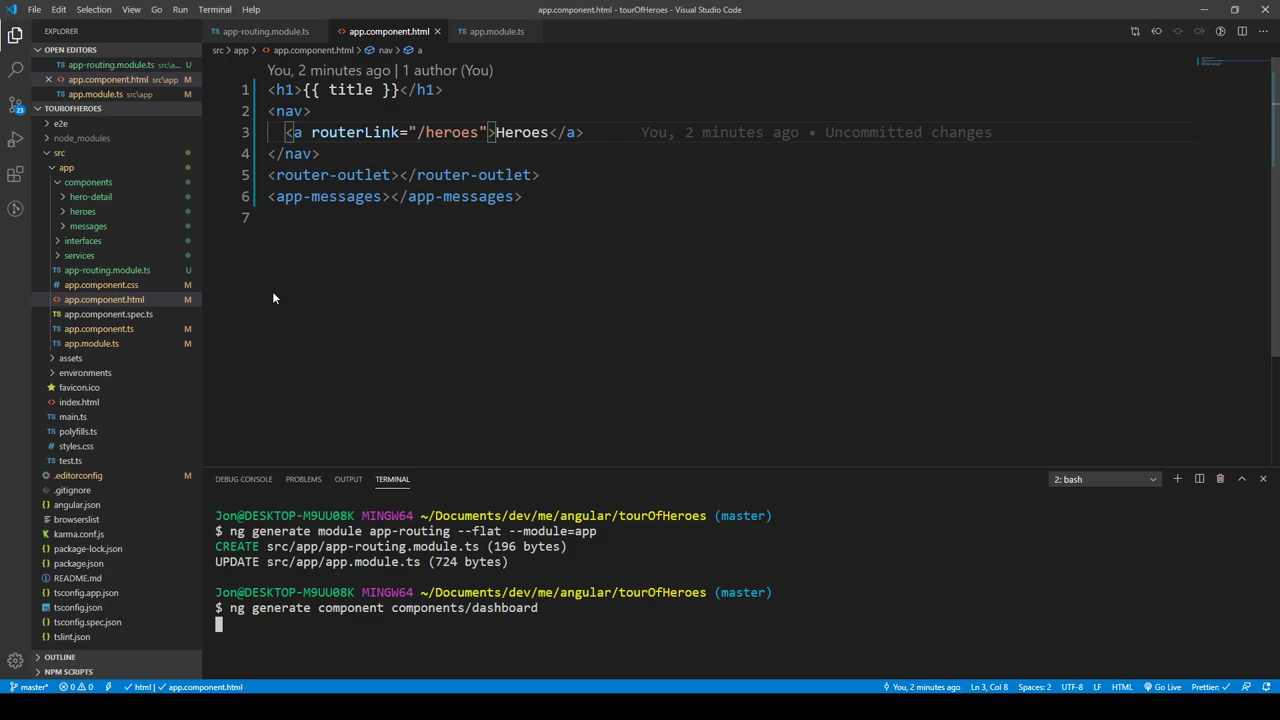 File Edit Selection View Go Run Terminal Help
app.component.html - tourOfHeroes - Visual Studio Code
EXPLORER
app-routing.module.ts
app.component.html
app.module.ts
src > app > app.component.html > nav > a
OPEN EDITORS
app-routing.module.ts src\a... U
app.component.html src\app M
app.module.ts src\app M
TOUROFHEROES
e2e
node_modules
src
app
components
hero-detail
heroes
messages
interfaces
services
app-routing.module.ts U
app.component.css M
app.component.html M
app.component.spec.ts
app.component.ts M
app.module.ts M
assets
environments
favicon.ico
index.html
main.ts
polyfills.ts
styles.css
test.ts
.editorconfig M
.gitignore
angular.json
browserslist
karma.conf.js
package-lock.json
package.json
README.md
tsconfig.app.json
tsconfig.json
tsconfig.spec.json
tslint.json
OUTLINE
NPM SCRIPTS
23
You, 2 minutes ago | 1 author (You)
1 <h1>{{ title }}</h1>
2 <nav>
3 <a routerLink="/heroes">Heroes</a> You, 2 minutes ago • Uncommitted changes
4 </nav>
5 <router-outlet></router-outlet>
6 <app-messages></app-messages>
7
DEBUG CONSOLE PROBLEMS OUTPUT TERMINAL
2: bash
Jon@DESKTOP-M9UU08K MINGW64 ~/Documents/dev/me/angular/tourOfHeroes (master)
$ ng generate module app-routing --flat --module=app
CREATE src/app/app-routing.module.ts (196 bytes)
UPDATE src/app/app.module.ts (724 bytes)
Jon@DESKTOP-M9UU08K MINGW64 ~/Documents/dev/me/angular/tourOfHeroes (master)
$ ng generate component components/dashboard
master* 0 0 html | app.component.html
You, 2 minutes ago Ln 3, Col 8 Spaces: 2 UTF-8 LF HTML Go Live Prettier: ✓